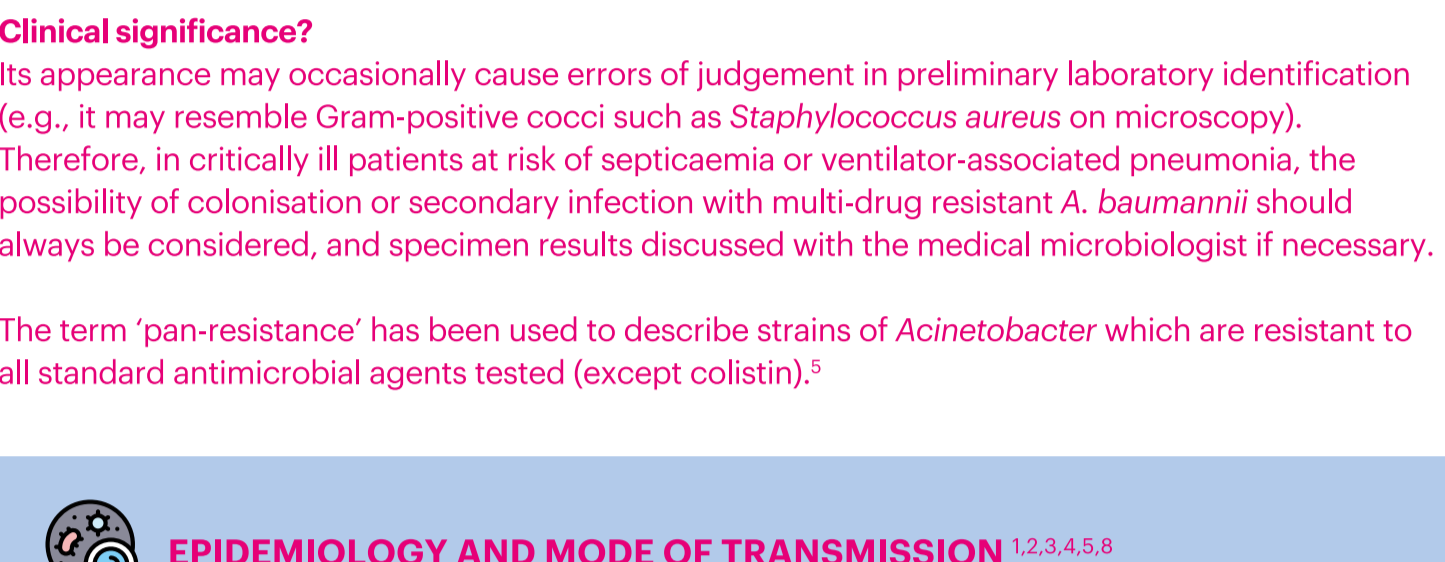 Clinical significance?
Its appearance may occasionally cause errors of judgement in preliminary laboratory identification
(e.g., it may resemble Gram-positive cocci such as Staphylococcus aureus on microscopy).
Therefore, in critically ill patients at risk of septicaemia or ventilator-associated pneumonia, the
possibility of colonisation or secondary infection with multi-drug resistant A. baumannii should
always be considered, and specimen results discussed with the medical microbiologist if necessary.
The term ‘pan-resistance’ has been used to describe strains of Acinetobacter which are resistant to
all standard antimicrobial agents tested (except colistin).5
EPIDEMIOLOGY AND MODE OF TRANSMISSION 1,2,3,4,5,8